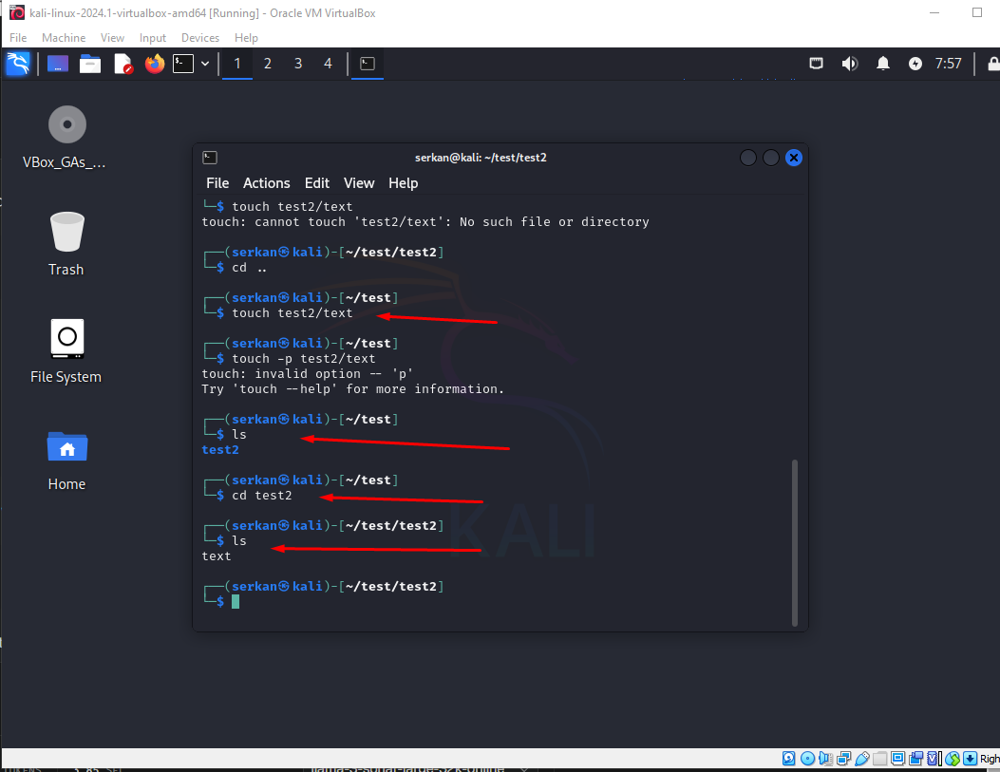 kali-linux-2024.1-virtualbox-amd64 [Running] - Oracle VM VirtualBox
File Machine View Input Devices Help
1 2 3 4 7:57
VBox_GAs_...
Trash
File System
Home
serkan@kali: ~/test/test2
File Actions Edit View Help
└─$ touch test2/text
touch: cannot touch 'test2/text': No such file or directory
┌──(serkan㉿kali)-[~/test/test2]
└─$ cd ..
┌──(serkan㉿kali)-[~/test]
└─$ touch test2/text
┌──(serkan㉿kali)-[~/test]
└─$ touch -p test2/text
touch: invalid option -- 'p'
Try 'touch --help' for more information.
┌──(serkan㉿kali)-[~/test]
└─$ ls
test2
┌──(serkan㉿kali)-[~/test]
└─$ cd test2
┌──(serkan㉿kali)-[~/test/test2]
└─$ ls
text
┌──(serkan㉿kali)-[~/test/test2]
└─$
KALI
Righ